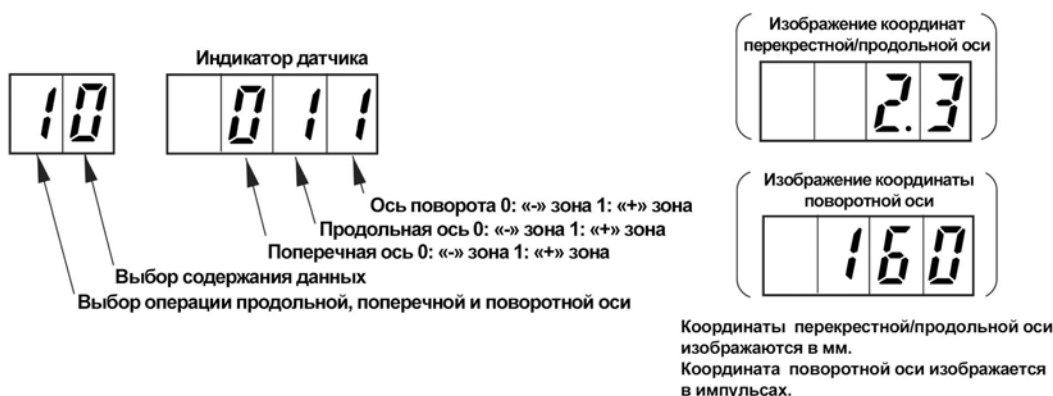 Индикатор датчика
10
011
Ось поворота 0: «-» зона 1: «+» зона
Продольная ось 0: «-» зона 1: «+» зона
Поперечная ось 0: «-» зона 1: «+» зона
Выбор содержания данных
Выбор операции продольной, поперечной и поворотной оси
Изображение координат
перекрестной/продольной оси
2.3
Изображение координаты
поворотной оси
160
Координаты перекрестной/продольной оси
изображаются в мм.
Координата поворотной оси изображается
в импульсах.